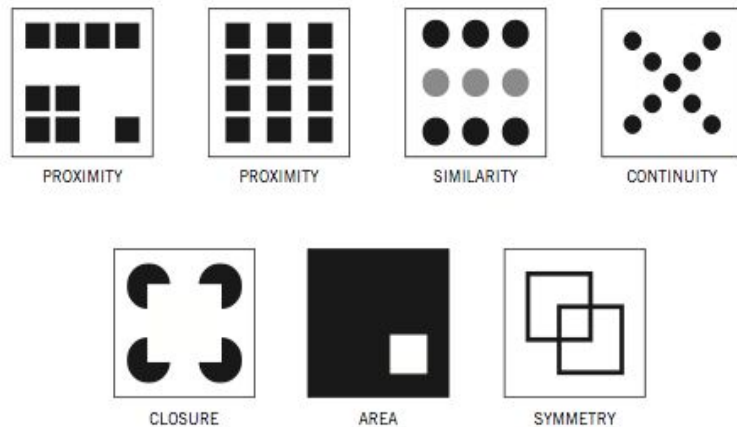 PROXIMITY
PROXIMITY
SIMILARITY
CONTINUITY
CLOSURE
AREA
SYMMETRY